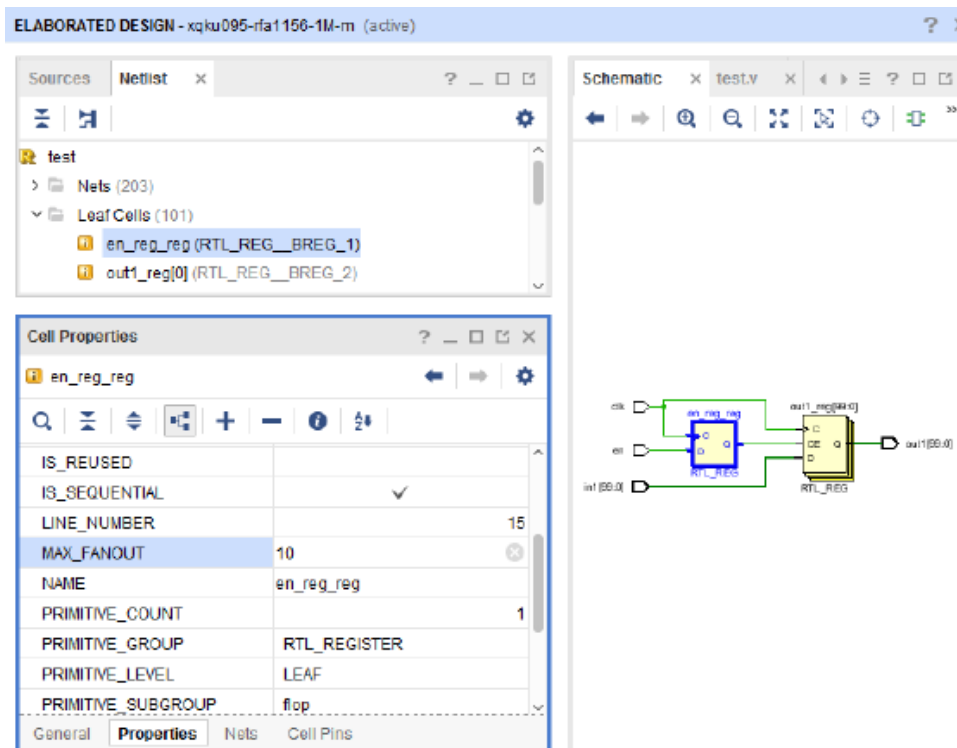 ELABORATED DESIGN - xqku095-rfa1156-1M-m (active)
Sources Netlist
test
Nets (203)
Leaf Cells (101)
en_reg_reg (RTL_REG__BREG_1)
out1_reg[0] (RTL_REG__BREG_2)
Cell Properties
en_reg_reg
IS_REUSED
IS_SEQUENTIAL
LINE_NUMBER 15
MAX_FANOUT 10
NAME en_reg_reg
PRIMITIVE_COUNT 1
PRIMITIVE_GROUP RTL_REGISTER
PRIMITIVE_LEVEL LEAF
PRIMITIVE_SUBGROUP flop
General Properties Nets Cell Pins
Schematic test.v
clk
en
in1[99:0]
en_reg_reg
C
D
Q
RTL_REG
out1_reg[99:0]
C
CE
D
Q
RTL_REG
out1[99:0]